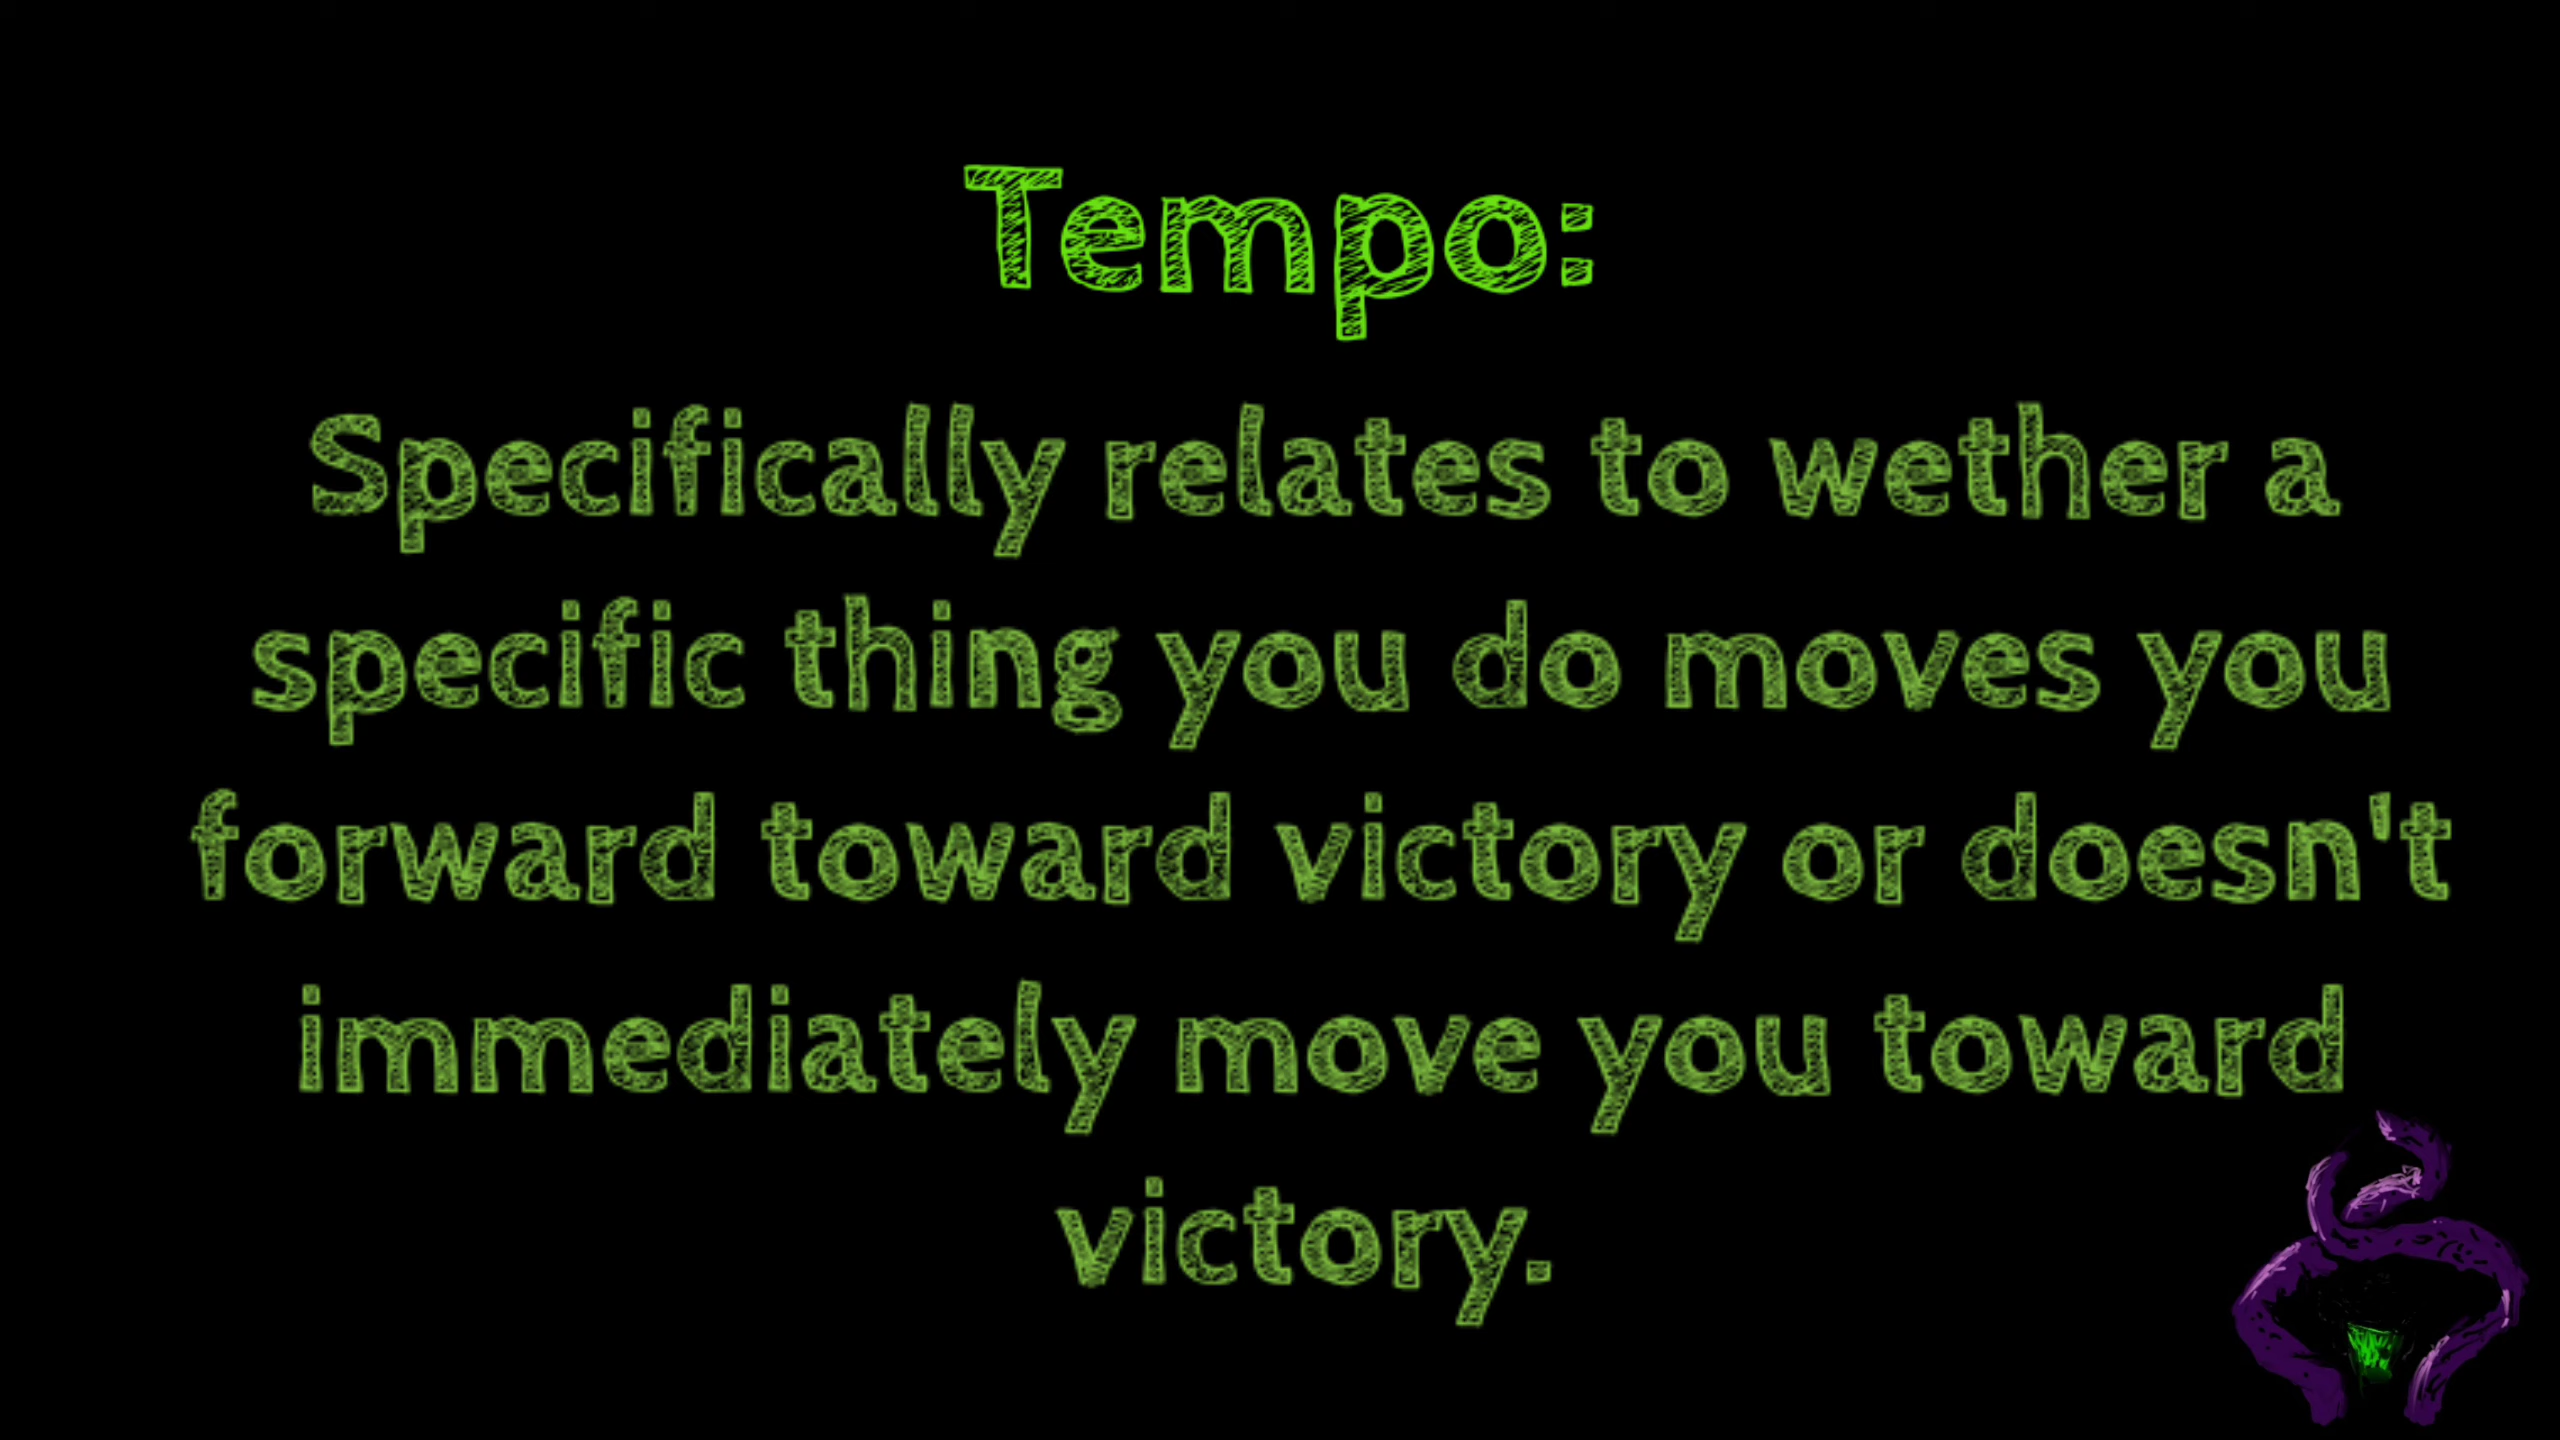 Tempo:
Specifically relates to wether a
specific thing you do moves you
forward toward victory or doesn't
immediately move you toward
victory.